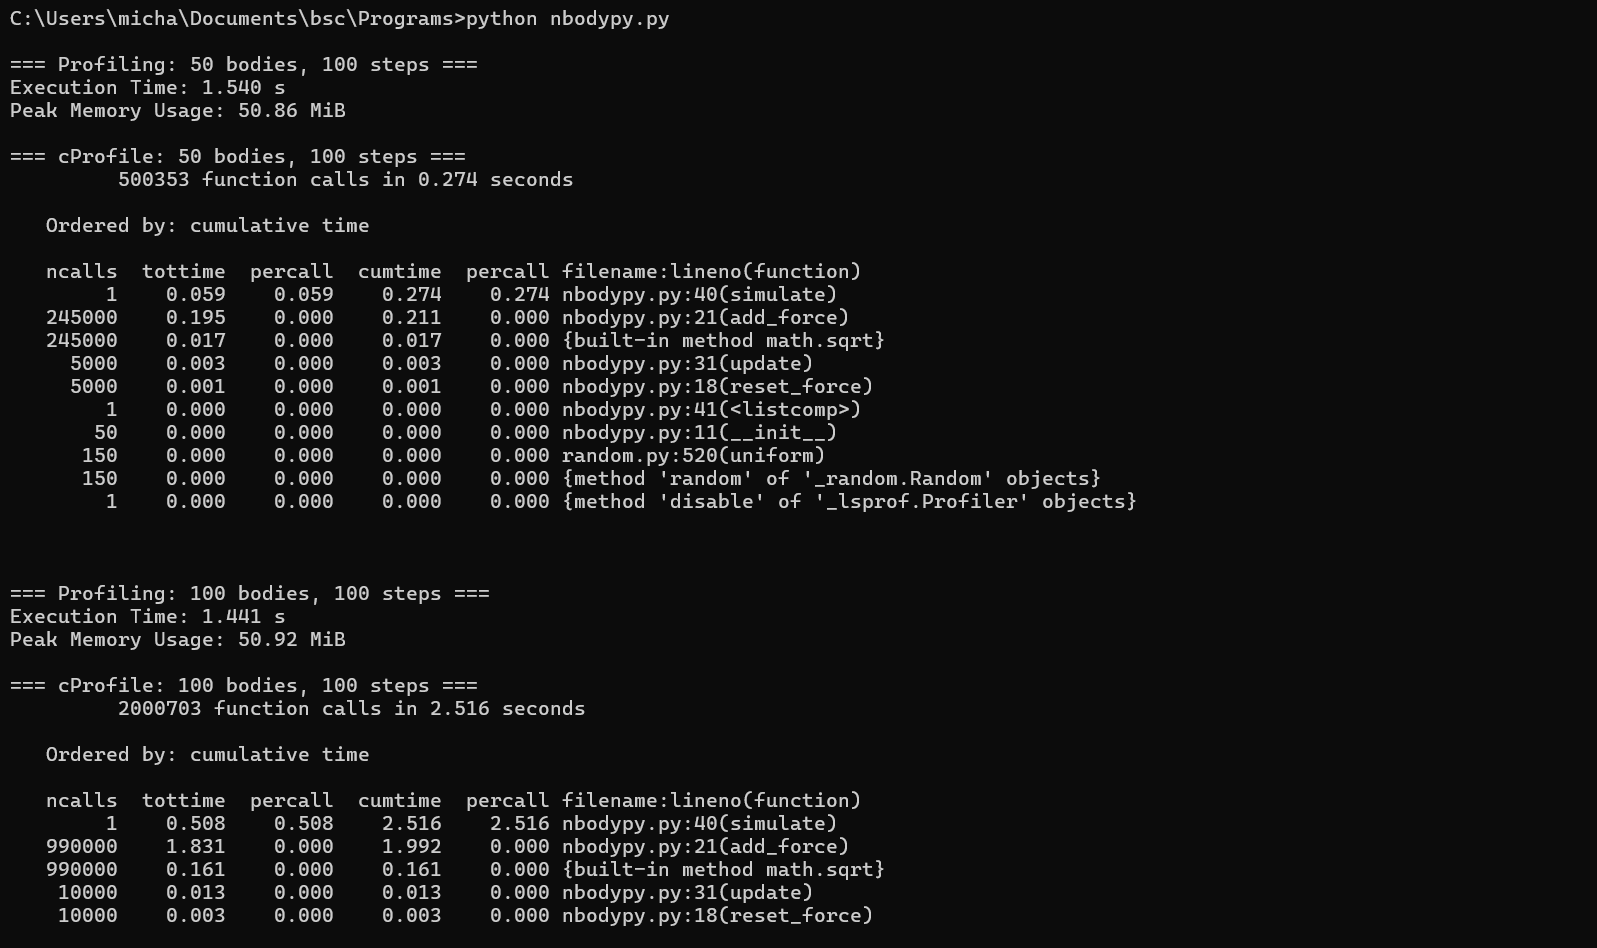 C:\Users\micha\Documents\bsc\Programs>python nbodypy.py
=== Profiling: 50 bodies, 100 steps ===
Execution Time: 1.540 s
Peak Memory Usage: 50.86 MiB
=== cProfile: 50 bodies, 100 steps ===
         500353 function calls in 0.274 seconds
   Ordered by: cumulative time
   ncalls  tottime  percall  cumtime  percall filename:lineno(function)
        1    0.059    0.059    0.274    0.274 nbodypy.py:40(simulate)
   245000    0.195    0.000    0.211    0.000 nbodypy.py:21(add_force)
   245000    0.017    0.000    0.017    0.000 {built-in method math.sqrt}
     5000    0.003    0.000    0.003    0.000 nbodypy.py:31(update)
     5000    0.001    0.000    0.001    0.000 nbodypy.py:18(reset_force)
        1    0.000    0.000    0.000    0.000 nbodypy.py:41(<listcomp>)
       50    0.000    0.000    0.000    0.000 nbodypy.py:11(__init__)
      150    0.000    0.000    0.000    0.000 random.py:520(uniform)
      150    0.000    0.000    0.000    0.000 {method 'random' of '_random.Random' objects}
        1    0.000    0.000    0.000    0.000 {method 'disable' of '_lsprof.Profiler' objects}
=== Profiling: 100 bodies, 100 steps ===
Execution Time: 1.441 s
Peak Memory Usage: 50.92 MiB
=== cProfile: 100 bodies, 100 steps ===
         2000703 function calls in 2.516 seconds
   Ordered by: cumulative time
   ncalls  tottime  percall  cumtime  percall filename:lineno(function)
        1    0.508    0.508    2.516    2.516 nbodypy.py:40(simulate)
   990000    1.831    0.000    1.992    0.000 nbodypy.py:21(add_force)
   990000    0.161    0.000    0.161    0.000 {built-in method math.sqrt}
    10000    0.013    0.000    0.013    0.000 nbodypy.py:31(update)
    10000    0.003    0.000    0.003    0.000 nbodypy.py:18(reset_force)